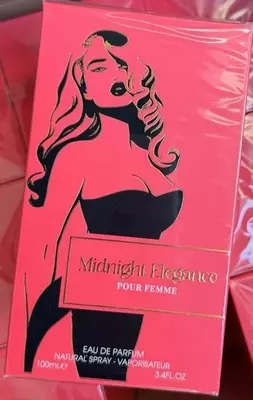 Midnight Elegance
POUR FEMME
EAU DE PARFUM
NATURAL SPRAY - VAPORISATEUR
100ml℮ 3.4FL.OZ